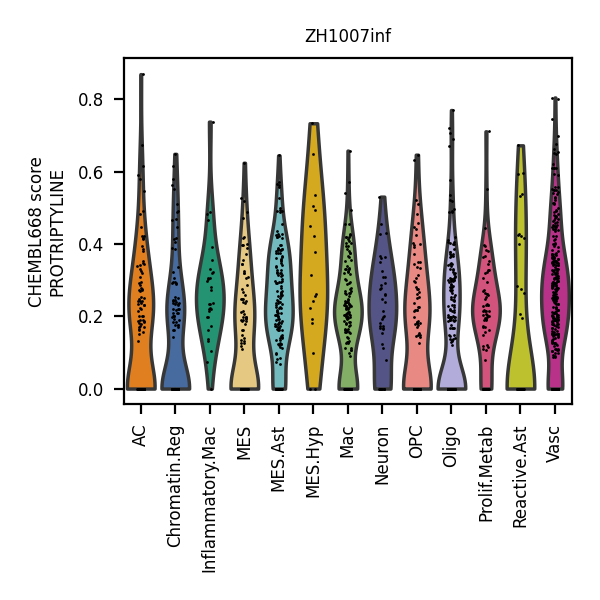 ZH1007inf
CHEMBL668 score
PROTRIPTYLINE
0.8
0.6
0.4
0.2
0.0
AC
Chromatin.Reg
Inflammatory.Mac
MES
MES.Ast
MES.Hyp
Mac
Neuron
OPC
Oligo
Prolif.Metab
Reactive.Ast
Vasc